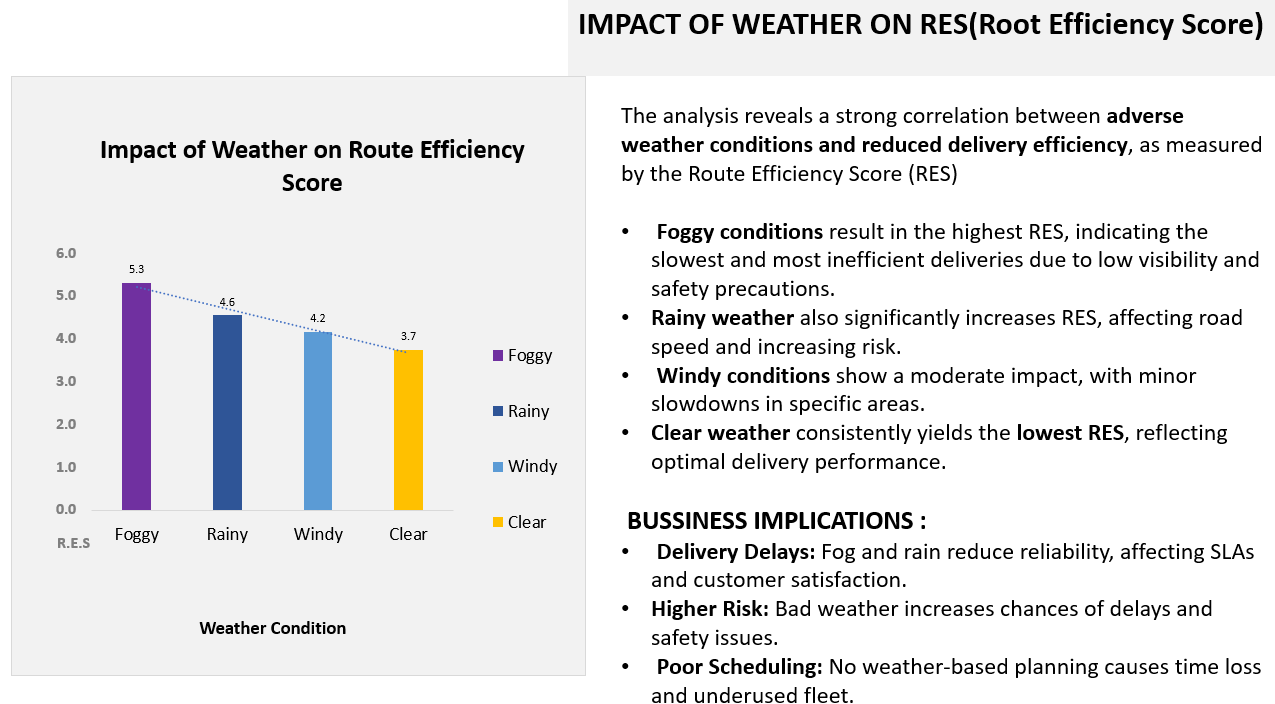 IMPACT OF WEATHER ON RES(Root Efficiency Score)
Impact of Weather on Route Efficiency
Score
6.0
5.0
4.0
3.0
2.0
1.0
0.0
R.E.S
5.3
4.6
4.2
3.7
Foggy
Rainy
Windy
Clear
Weather Condition
Foggy
Rainy
Windy
Clear
The analysis reveals a strong correlation between adverse
weather conditions and reduced delivery efficiency, as measured
by the Route Efficiency Score (RES)
• Foggy conditions result in the highest RES, indicating the
slowest and most inefficient deliveries due to low visibility and
safety precautions.
• Rainy weather also significantly increases RES, affecting road
speed and increasing risk.
• Windy conditions show a moderate impact, with minor
slowdowns in specific areas.
• Clear weather consistently yields the lowest RES, reflecting
optimal delivery performance.
BUSSINESS IMPLICATIONS :
• Delivery Delays: Fog and rain reduce reliability, affecting SLAs
and customer satisfaction.
• Higher Risk: Bad weather increases chances of delays and
safety issues.
• Poor Scheduling: No weather-based planning causes time loss
and underused fleet.